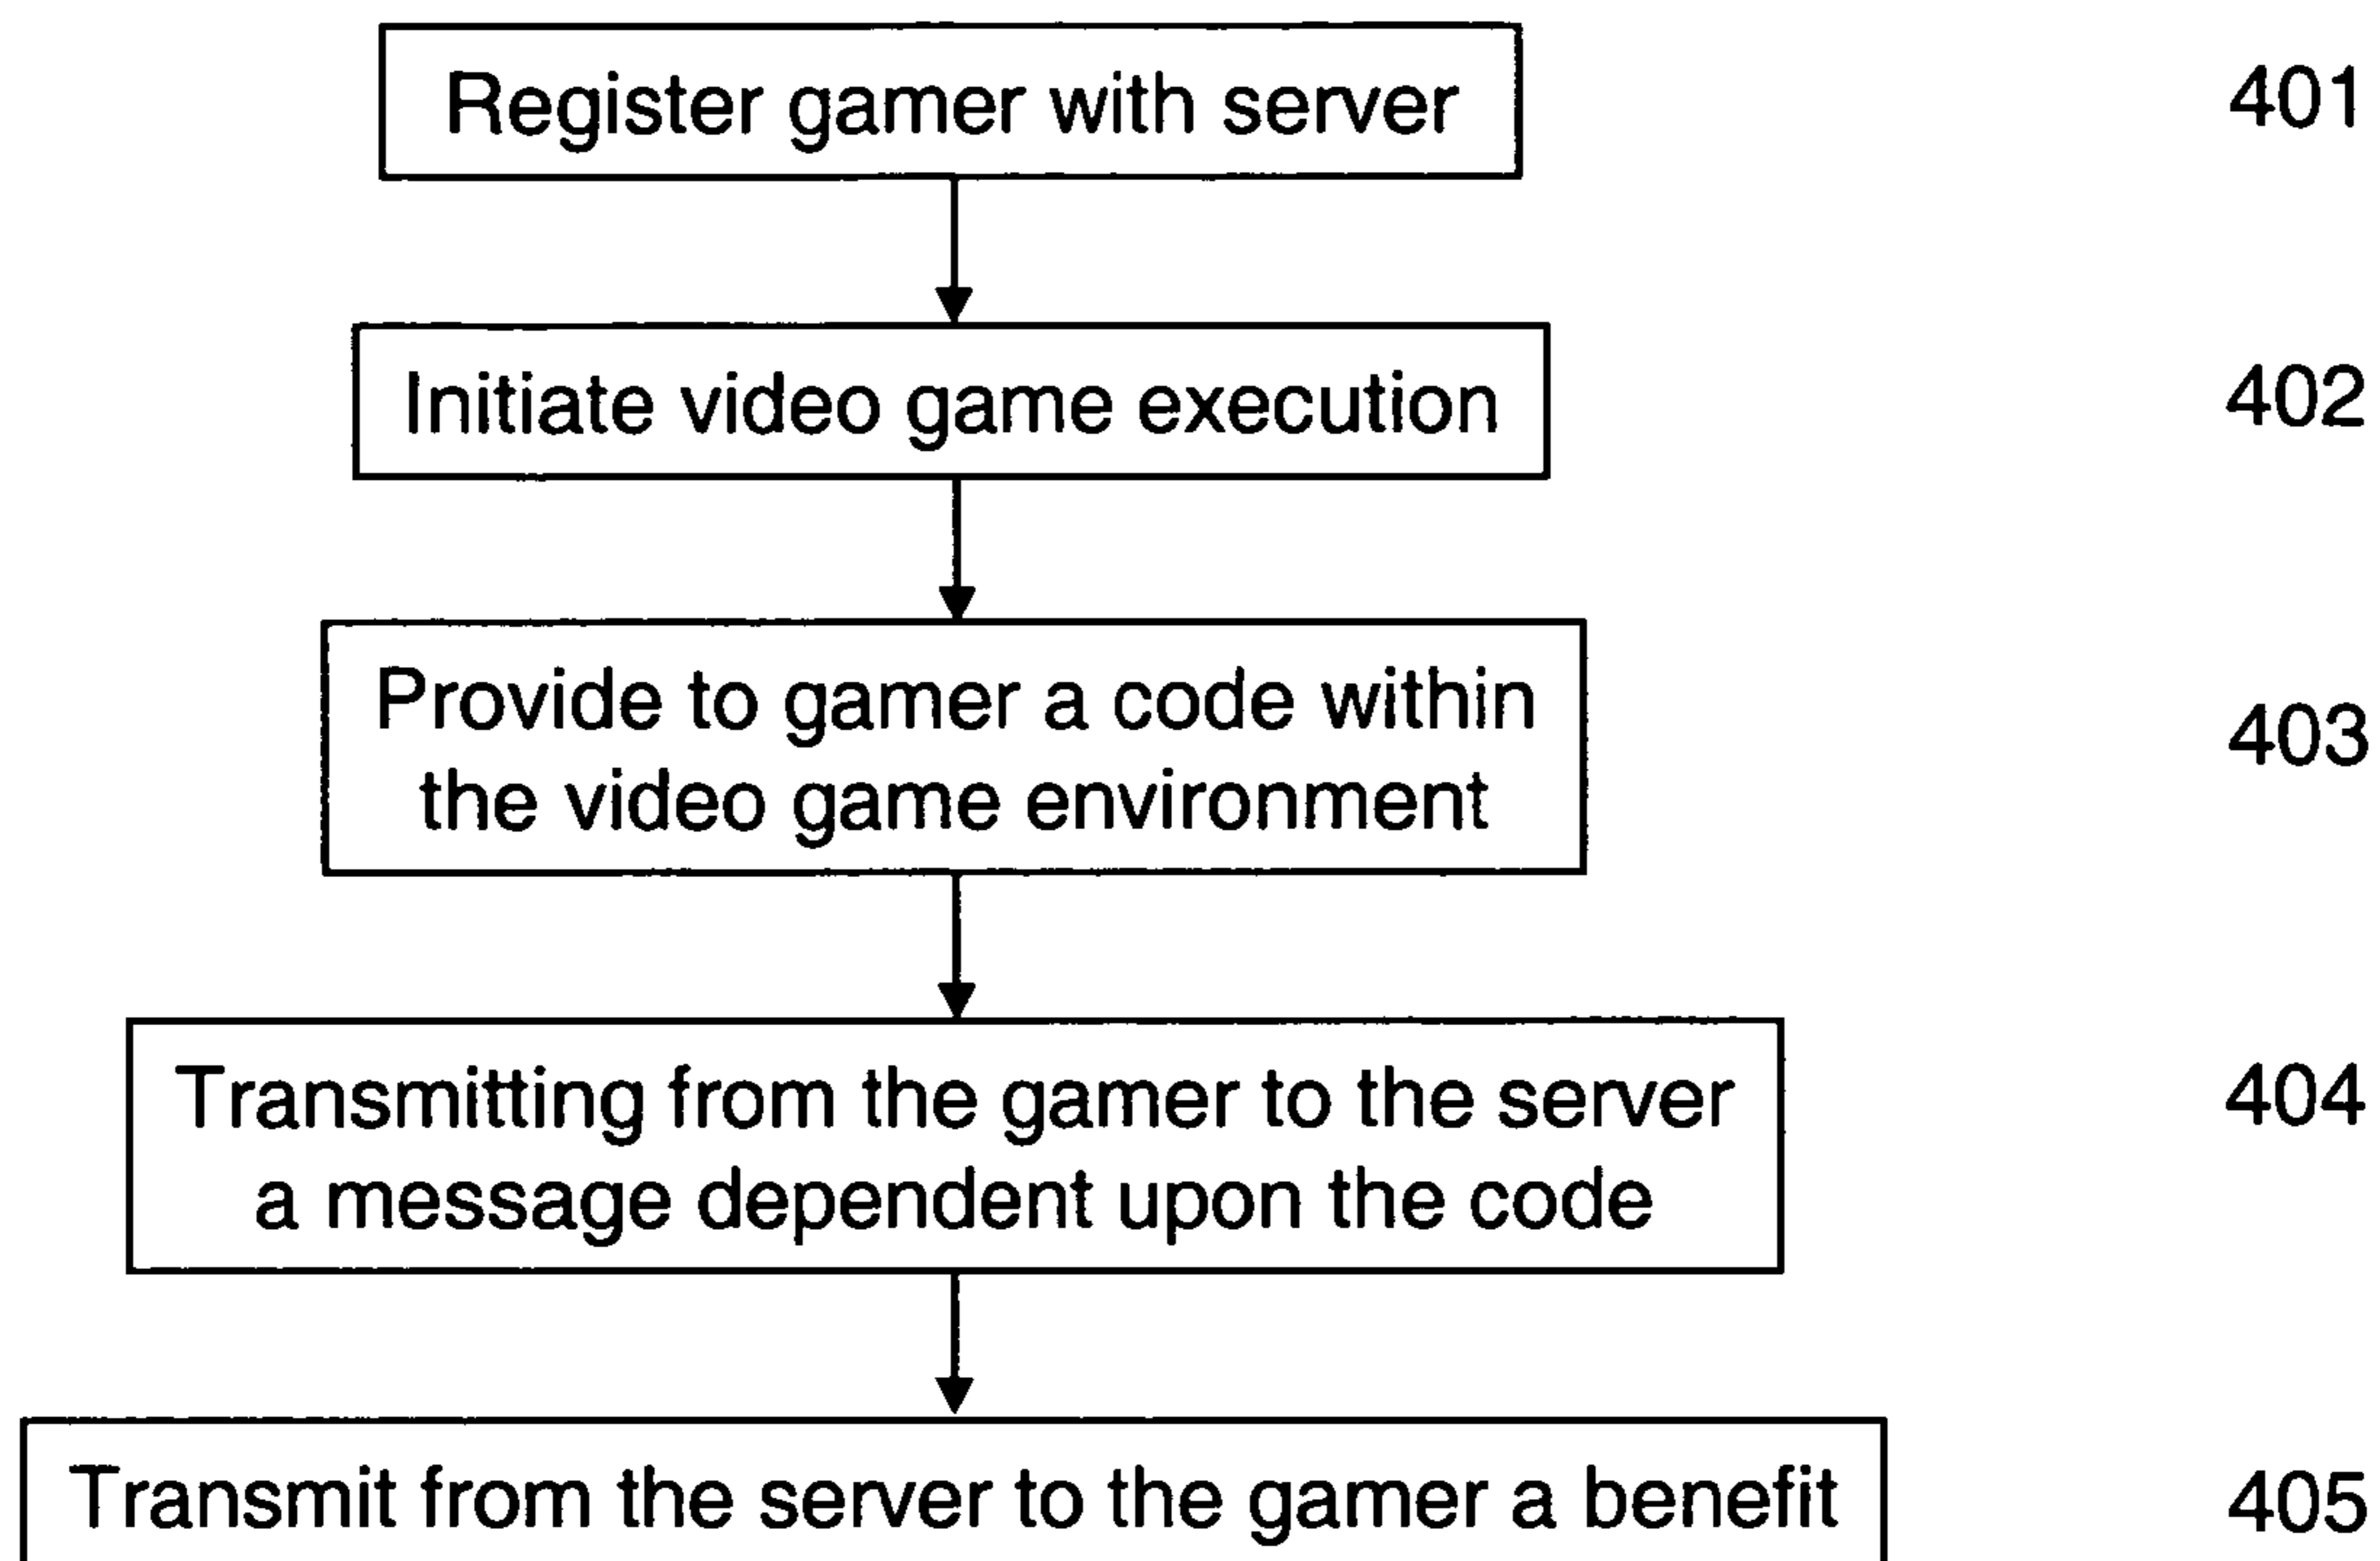 Register gamer with server
401
Initiate video game execution
402
Provide to gamer a code within
the video game environment
403
Transmitting from the gamer to the server
a message dependent upon the code
404
Transmit from the server to the gamer a benefit
405